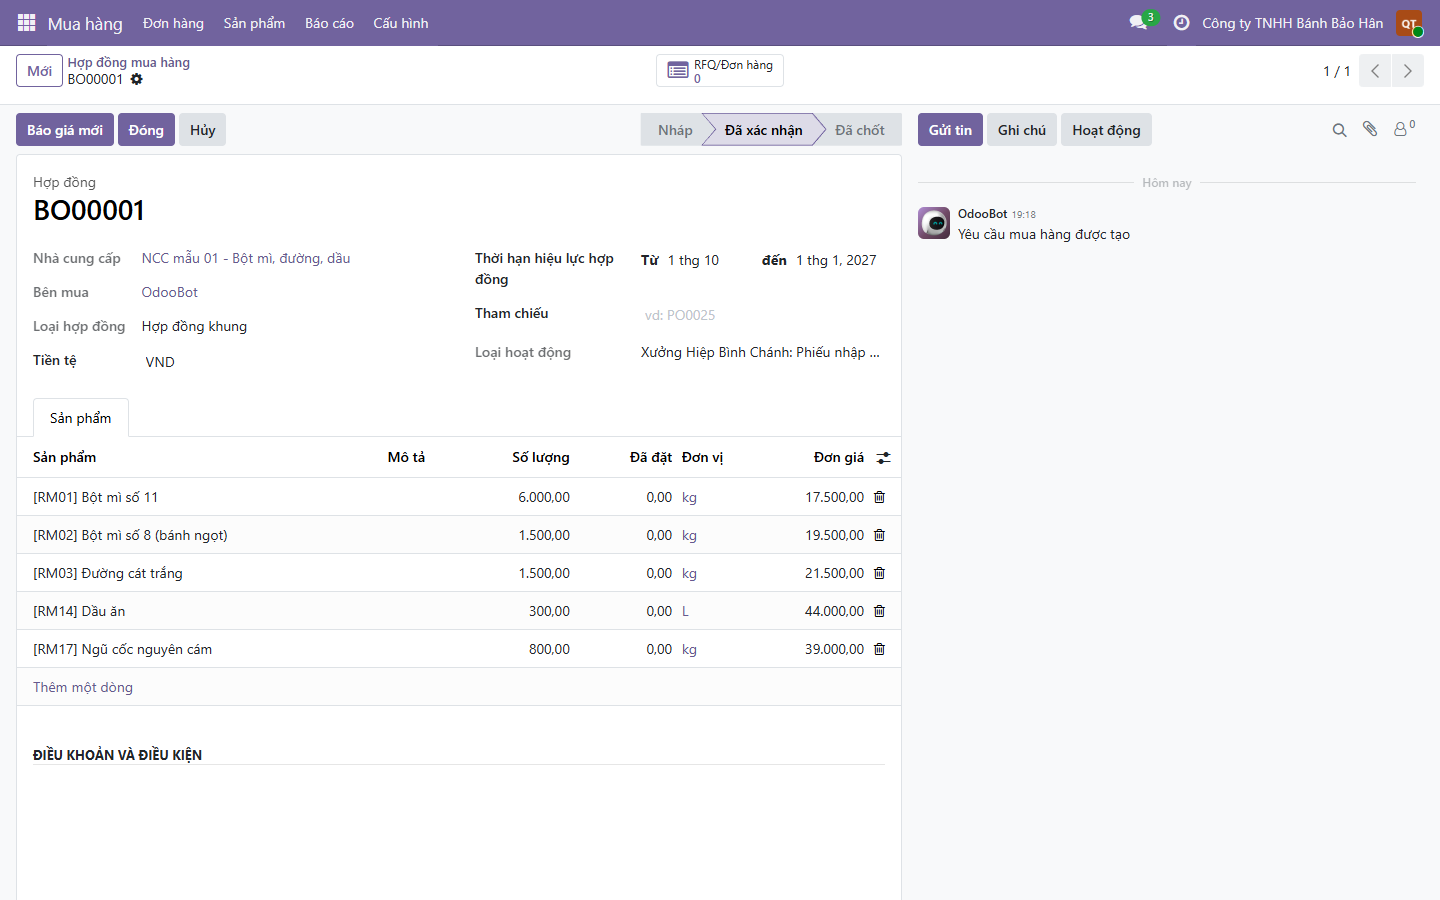 Mua hàng Đơn hàng Sản phẩm Báo cáo Cấu hình 3 Công ty TNHH Bánh Bảo Hân QT
Mới Hợp đồng mua hàng
BO00001
RFQ/Đơn hàng
0
1 / 1
Báo giá mới Đóng Hủy Nháp Đã xác nhận Đã chốt Gửi tin Ghi chú Hoạt động 0
Hợp đồng
BO00001
Nhà cung cấp NCC mẫu 01 - Bột mì, đường, dầu
Bên mua OdooBot
Loại hợp đồng Hợp đồng khung
Tiền tệ VND
Thời hạn hiệu lực hợp đồng Từ 1 thg 10 đến 1 thg 1, 2027
Tham chiếu vd: PO0025
Loại hoạt động Xưởng Hiệp Bình Chánh: Phiếu nhập ...
Hôm nay
OdooBot 19:18
Yêu cầu mua hàng được tạo
Sản phẩm
Sản phẩm Mô tả Số lượng Đã đặt Đơn vị Đơn giá
[RM01] Bột mì số 11 6.000,00 0,00 kg 17.500,00
[RM02] Bột mì số 8 (bánh ngọt) 1.500,00 0,00 kg 19.500,00
[RM03] Đường cát trắng 1.500,00 0,00 kg 21.500,00
[RM14] Dầu ăn 300,00 0,00 L 44.000,00
[RM17] Ngũ cốc nguyên cám 800,00 0,00 kg 39.000,00
Thêm một dòng
ĐIỀU KHOẢN VÀ ĐIỀU KIỆN